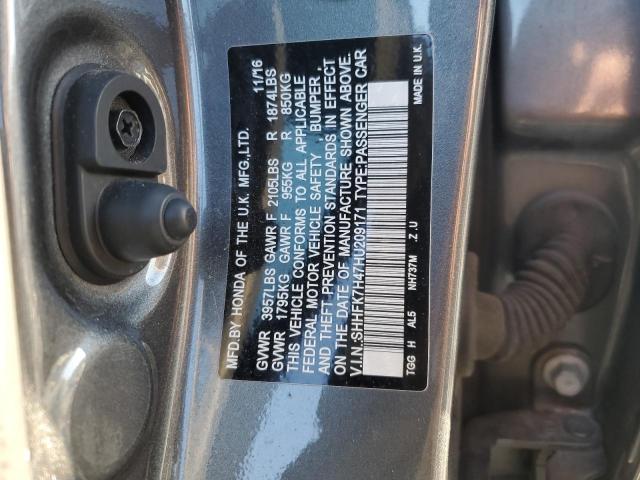 MFD.BY HONDA OF THE U.K. MFG.,LTD. 11/16
GVWR 3957LBS GAWR F 2105LBS R 1874LBS
GVWR 1795KG GAWR F 955KG R 850KG
THIS VEHICLE CONFORMS TO ALL APPLICABLE
FEDERAL MOTOR VEHICLE SAFETY, BUMPER,
AND THEFT PREVENTION STANDARDS IN EFFECT
ON THE DATE OF MANUFACTURE SHOWN ABOVE.
V.I.N.:SHHFK7H47HU209171 TYPE:PASSENGER CAR
TGG H AL5 NH737M .Z .U MADE IN U.K.